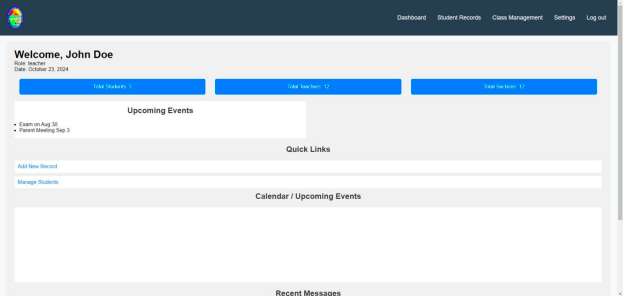 Dashboard Student Records Class Management Settings Log out
Welcome, John Doe
Role: teacher
Date: October 23, 2024
Total Students: 5 Total Teachers: 12 Total Sections: 12
Upcoming Events
Exam on Aug 30
Parent Meeting Sep 3
Quick Links
Add New Record
Manage Students
Calendar / Upcoming Events
Recent Messages